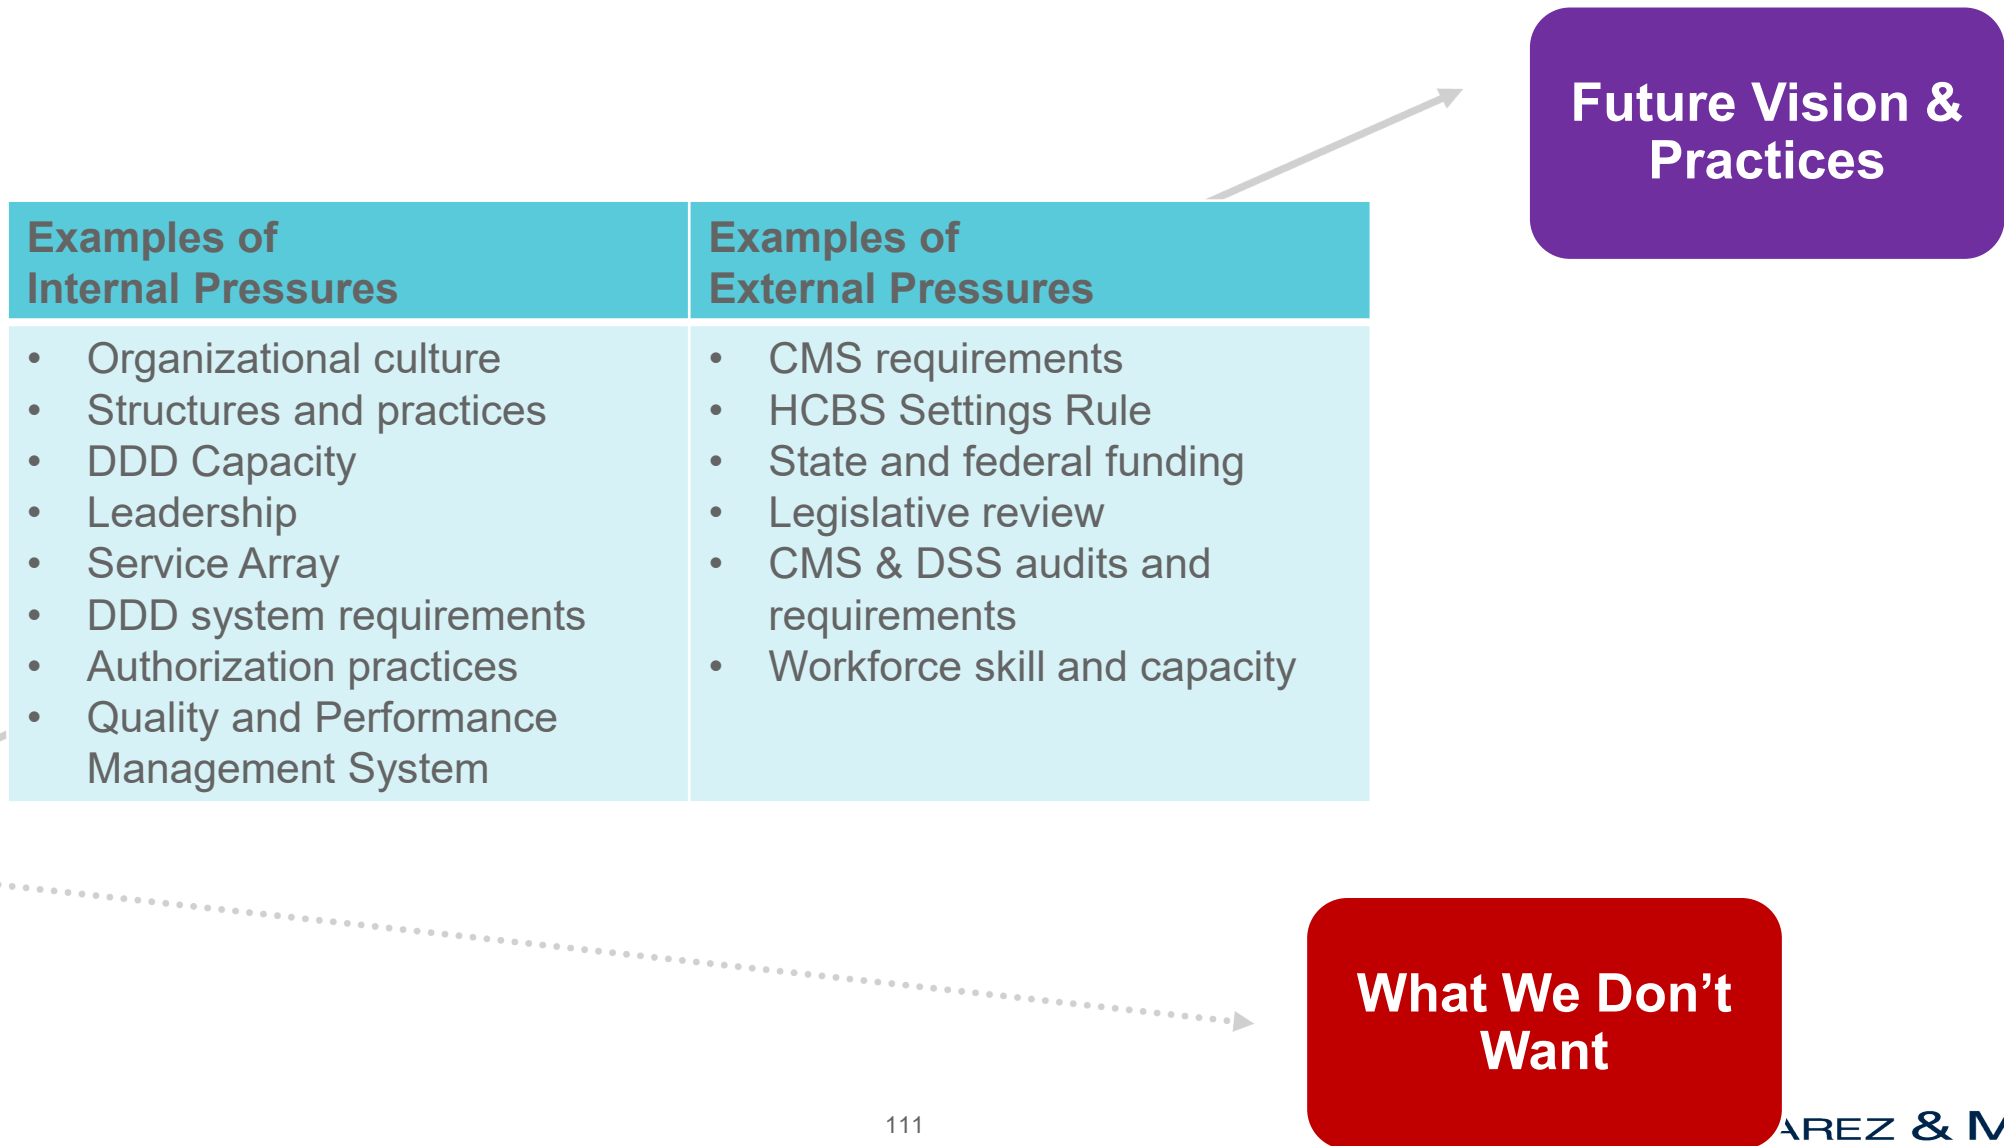 Future Vision &
Practices
Examples of
Internal Pressures
Examples of
External Pressures
• Organizational culture
• Structures and practices
• DDD Capacity
• Leadership
• Service Array
• DDD system requirements
• Authorization practices
• Quality and Performance
Management System
• CMS requirements
• HCBS Settings Rule
• State and federal funding
• Legislative review
• CMS & DSS audits and
requirements
• Workforce skill and capacity
What We Don’t
Want
111
AREZ & M